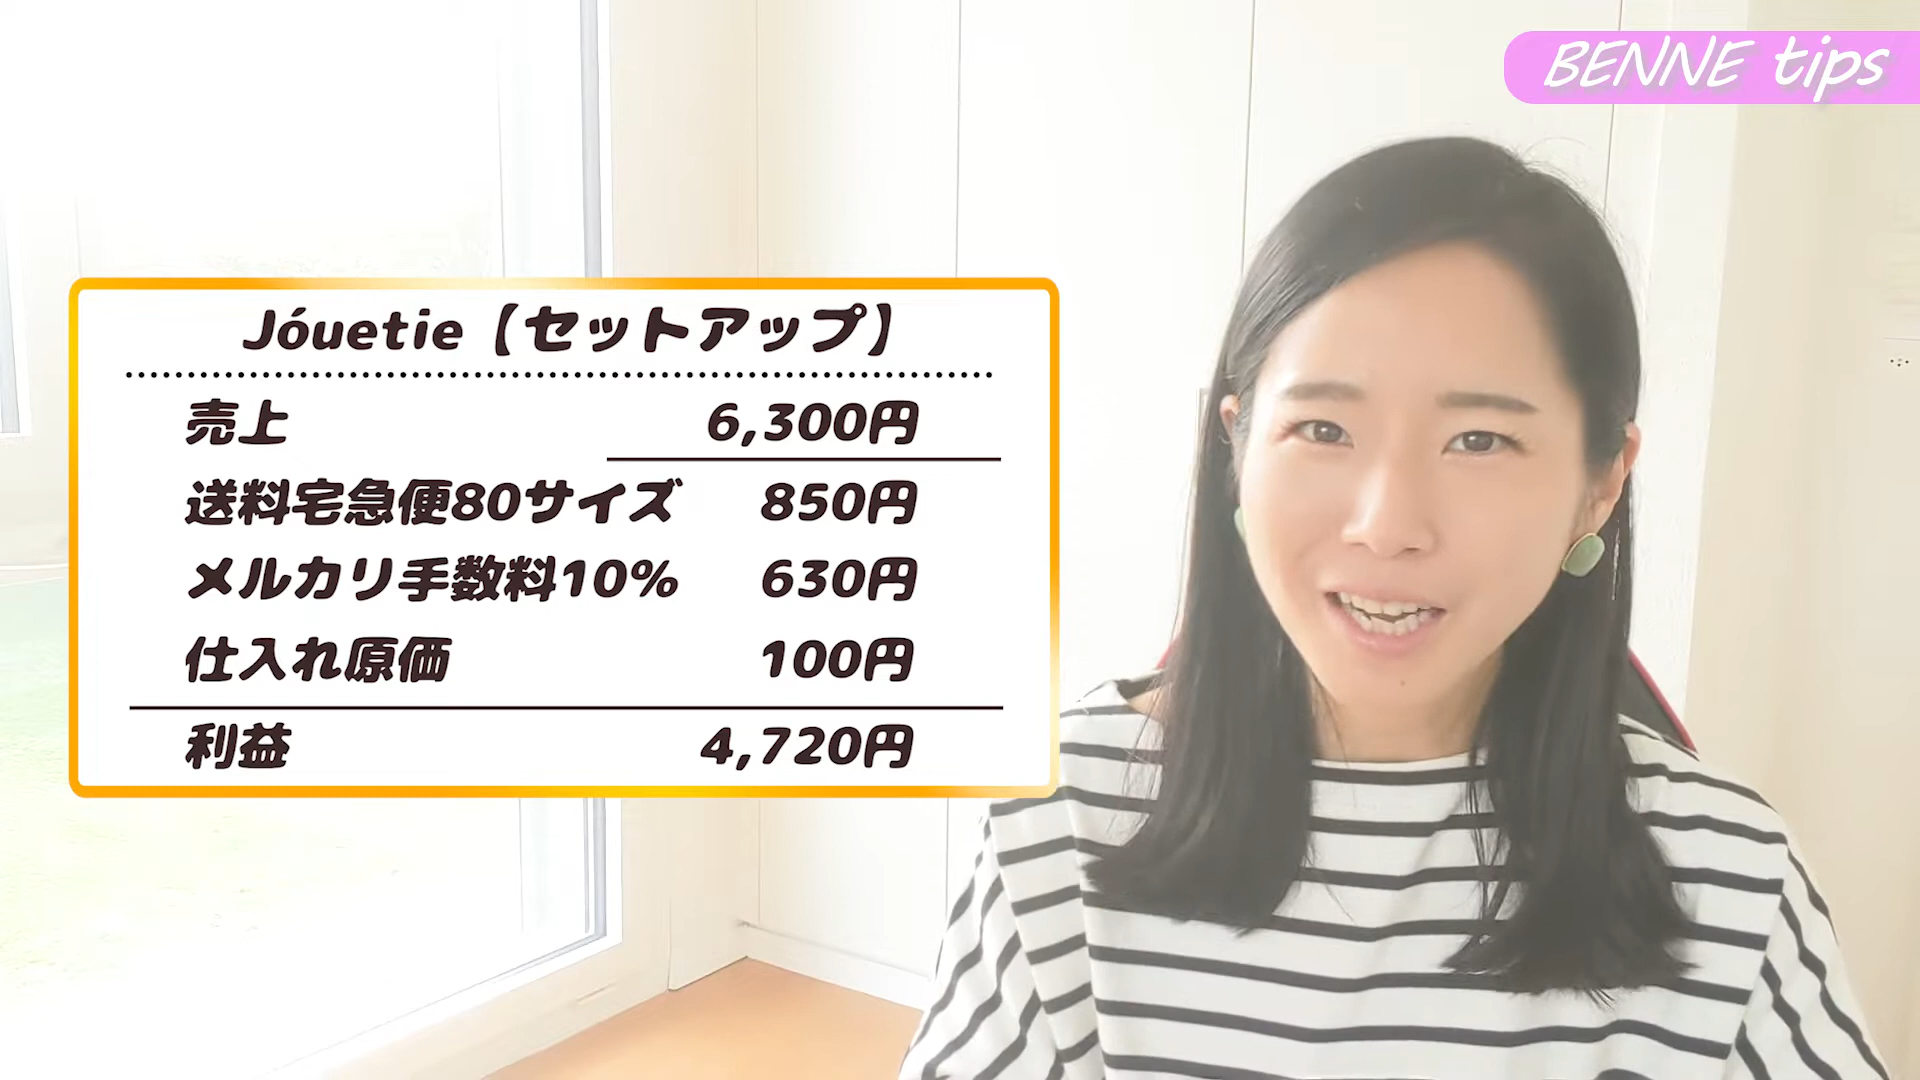 BENNE tips
Jóuetie【セットアップ】
売上 6,300円
送料宅急便80サイズ 850円
メルカリ手数料10% 630円
仕入れ原価 100円
利益 4,720円